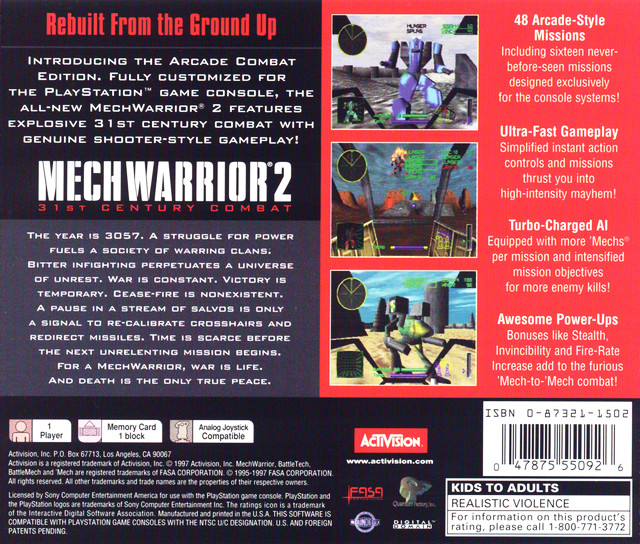 Rebuilt From the Ground Up
Introducing the Arcade Combat
Edition. Fully customized for
the PlayStation™ game console, the
all-new MechWarrior® 2 features
explosive 31st century combat with
genuine shooter-style gameplay!
MECHWARRIOR®2
31ST CENTURY COMBAT
The year is 3057. A struggle for power
fuels a society of warring clans.
Bitter infighting perpetuates a universe
of unrest. War is constant. Victory is
temporary. Cease-fire is nonexistent.
A pause in a stream of salvos is only
a signal to re-calibrate crosshairs and
redirect missiles. Time is scarce before
the next unrelenting mission begins.
For a MechWarrior, war is life.
And death is the only true peace.
48 Arcade-Style
Missions
Including sixteen never-
before-seen missions
designed exclusively
for the console systems!
Ultra-Fast Gameplay
Simplified instant action
controls and missions
thrust you into
high-intensity mayhem!
Turbo-Charged AI
Equipped with more 'Mechs®
per mission and intensified
mission objectives
for more enemy kills!
Awesome Power-Ups
Bonuses like Stealth,
Invincibility and Fire-Rate
Increase add to the furious
'Mech-to-'Mech combat!
1
Player
Memory Card
1 block
Analog Joystick
Compatible
Activision, Inc. P.O. Box 67713, Los Angeles, CA 90067
Activision is a registered trademark of Activision, Inc. © 1997 Activision, Inc. MechWarrior, BattleTech,
BattleMech and 'Mech are registered trademarks of FASA CORPORATION. © 1995-1997 FASA CORPORATION.
All rights reserved. All other trademarks and trade names are the properties of their respective owners.
Licensed by Sony Computer Entertainment America for use with the PlayStation game console. PlayStation and
the PlayStation logos are trademarks of Sony Computer Entertainment Inc. The ratings icon is a trademark
of the Interactive Digital Software Association. Manufactured and printed in the U.S.A. THIS SOFTWARE IS
COMPATIBLE WITH PLAYSTATION GAME CONSOLES WITH THE NTSC U/C DESIGNATION. U.S. AND FOREIGN
PATENTS PENDING.
ACTIVISION.
www.activision.com
FASA
Quantum Factory, Inc.
DIGITAL
DOMAIN
ISBN 0-87321-1502
0 47875 55092 6
KIDS TO ADULTS
REALISTIC VIOLENCE
For information on this product's
rating, please call 1-800-771-3772